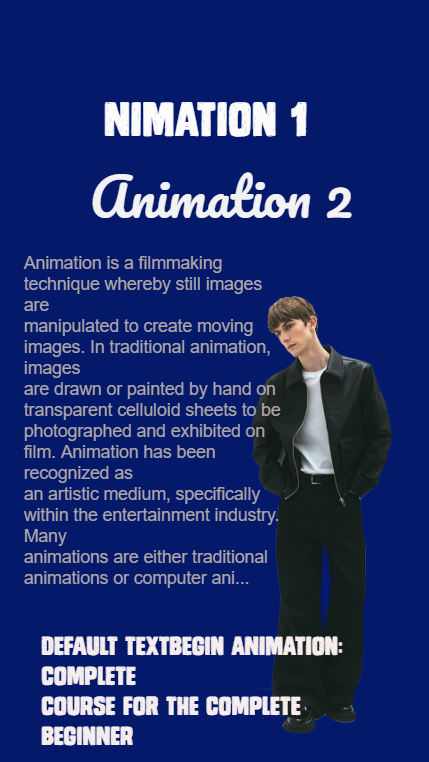 NIMATION 1
Animation 2
Animation is a filmmaking
technique whereby still images
are
manipulated to create moving
images. In traditional animation,
images
are drawn or painted by hand on
transparent celluloid sheets to be
photographed and exhibited on
film. Animation has been
recognized as
an artistic medium, specifically
within the entertainment industry.
Many
animations are either traditional
animations or computer ani...
DEFAULT TEXTBEGIN ANIMATION:
COMPLETE
COURSE FOR THE COMPLETE
BEGINNER